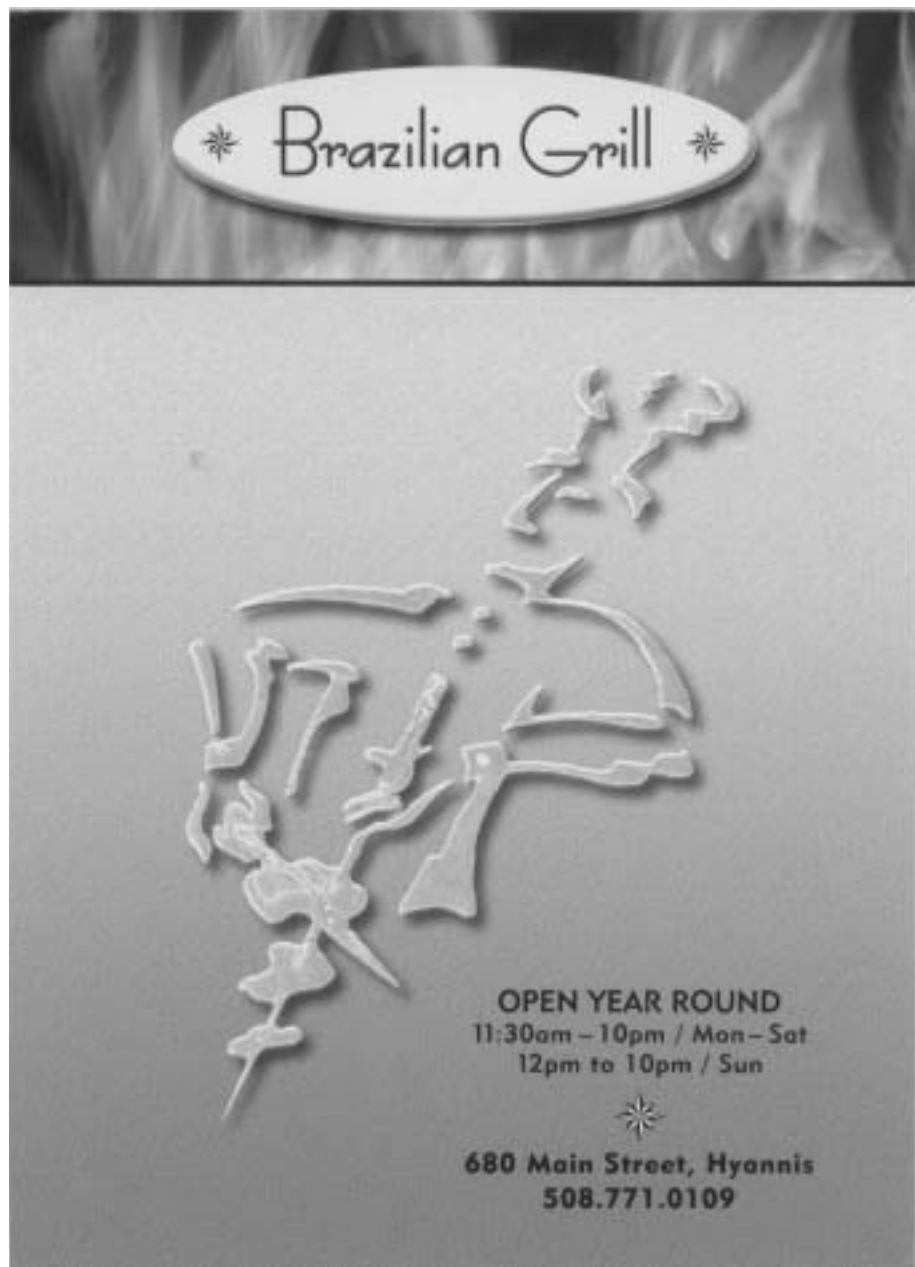 Brazilian Grill
OPEN YEAR ROUND
11:30am – 10pm / Mon – Sat
12pm to 10pm / Sun
680 Main Street, Hyannis
508.771.0109